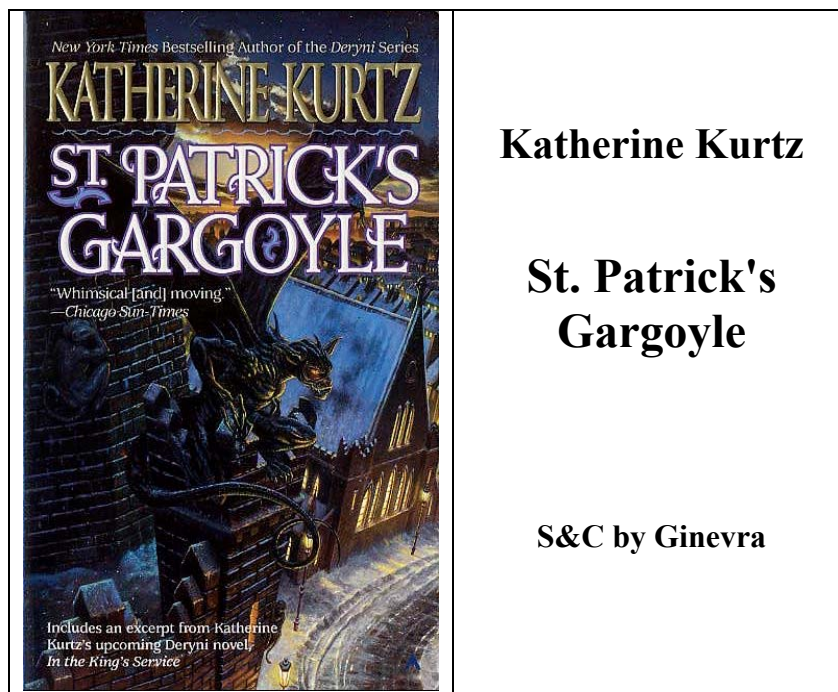 New York Times Bestselling Author of the Deryni Series
KATHERINE KURTZ
ST. PATRICK'S
GARGOYLE
“Whimsical [and] moving.”
—Chicago Sun-Times
Includes an excerpt from Katherine
Kurtz's upcoming Deryni novel,
In the King's Service
Katherine Kurtz
St. Patrick's
Gargoyle
S&C by Ginevra